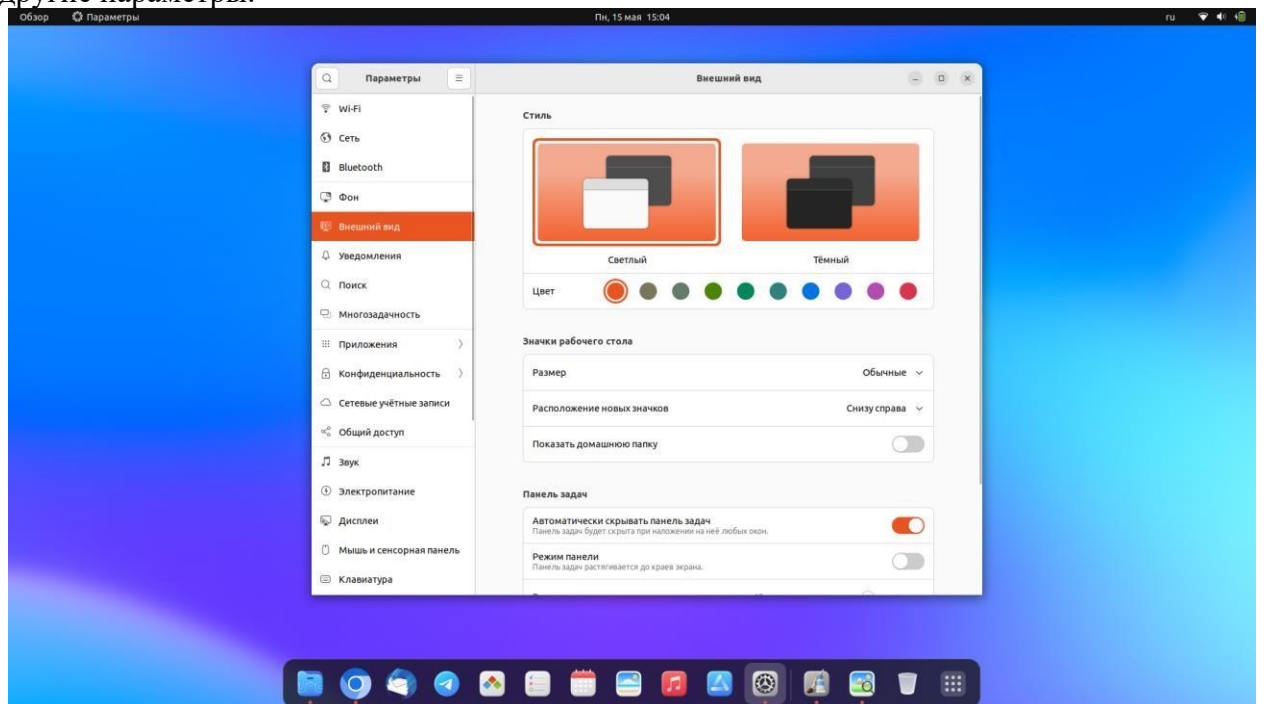 другие параметры.
Обзор Параметры Пн, 15 мая 15:04 ru
Параметры
Wi-Fi
Сеть
Bluetooth
Фон
Внешний вид
Уведомления
Поиск
Многозадачность
Приложения
Конфиденциальность
Сетевые учётные записи
Общий доступ
Звук
Электропитание
Дисплеи
Мышь и сенсорная панель
Клавиатура
Внешний вид
Стиль
Светлый Тёмный
Цвет
Значки рабочего стола
Размер Обычные
Расположение новых значков Снизу справа
Показать домашнюю папку
Панель задач
Автоматически скрывать панель задач
Панель задач будет скрыта при наложении на неё любых окон.
Режим панели
Панель задач растягивается до краев экрана.